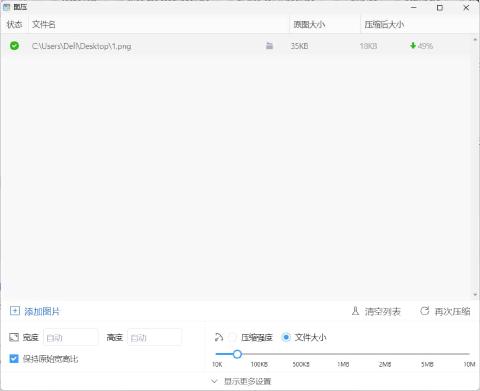 图压
状态 文件名 原图大小 压缩后大小
C:\Users\Dell\Desktop\1.png 35KB 18KB 49%
添加图片 清空列表 再次压缩
宽度 自动 高度 自动 压缩强度 文件大小
保持原始宽高比
10K 100KB 500KB 1MB 2MB 5MB 10M
显示更多设置